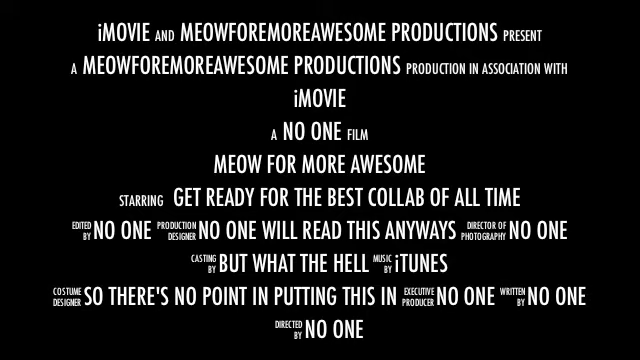 iMOVIE AND MEOWFOREMOREAWESOME PRODUCTIONS PRESENT
A MEOWFOREMOREAWESOME PRODUCTIONS PRODUCTION IN ASSOCIATION WITH
iMOVIE
A NO ONE FILM
MEOW FOR MORE AWESOME
STARRING GET READY FOR THE BEST COLLAB OF ALL TIME
EDITED BY NO ONE PRODUCTION DESIGNER NO ONE WILL READ THIS ANYWAYS DIRECTOR OF PHOTOGRAPHY NO ONE
CASTING BY BUT WHAT THE HELL MUSIC BY iTUNES
COSTUME DESIGNER SO THERE'S NO POINT IN PUTTING THIS IN EXECUTIVE PRODUCER NO ONE WRITTEN BY NO ONE
DIRECTED BY NO ONE